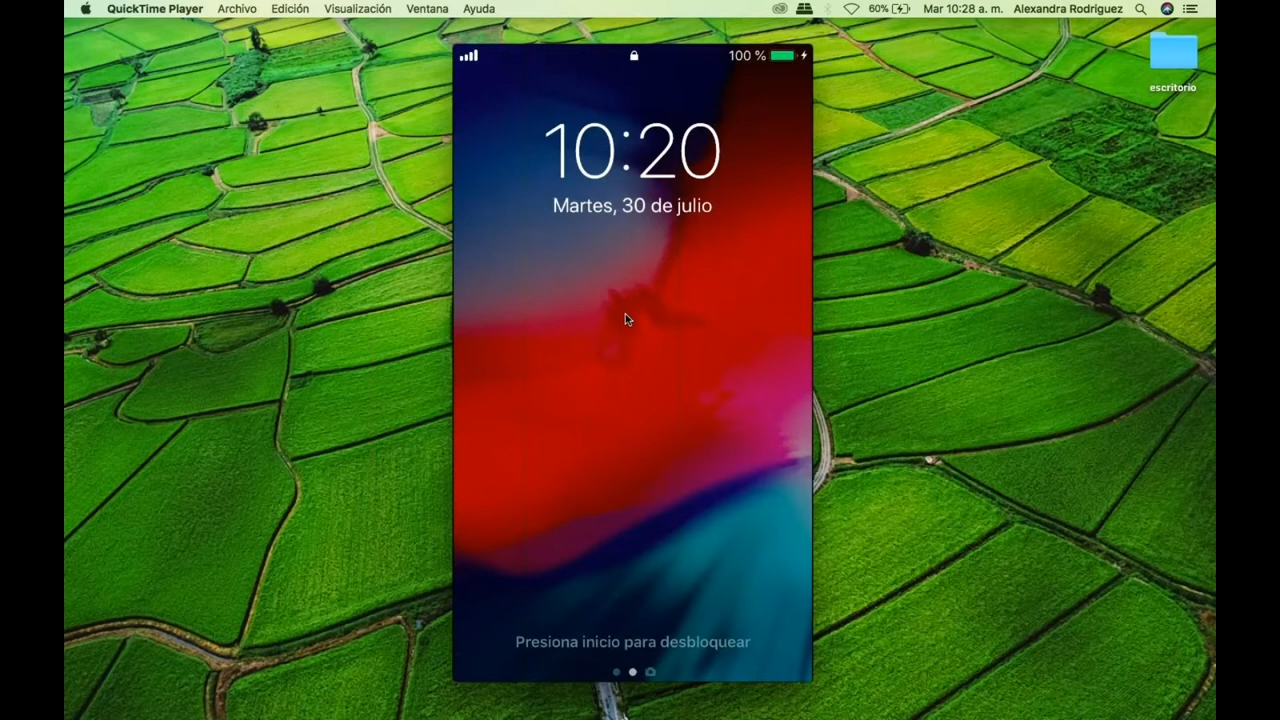 QuickTime Player Archivo Edición Visualización Ventana Ayuda 60% Mar 10:28 a. m. Alexandra Rodriguez
escritorio
100 %
10:20
Martes, 30 de julio
Presiona inicio para desbloquear